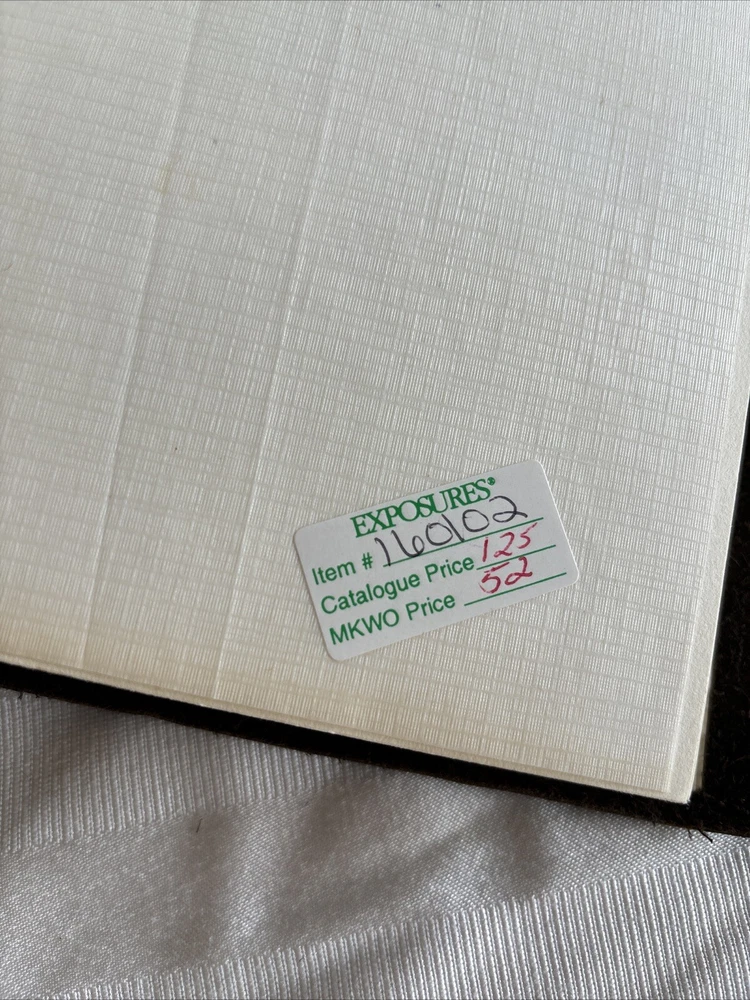 EXPOSURES®
Item # 160102
Catalogue Price 125
MKWO Price 52